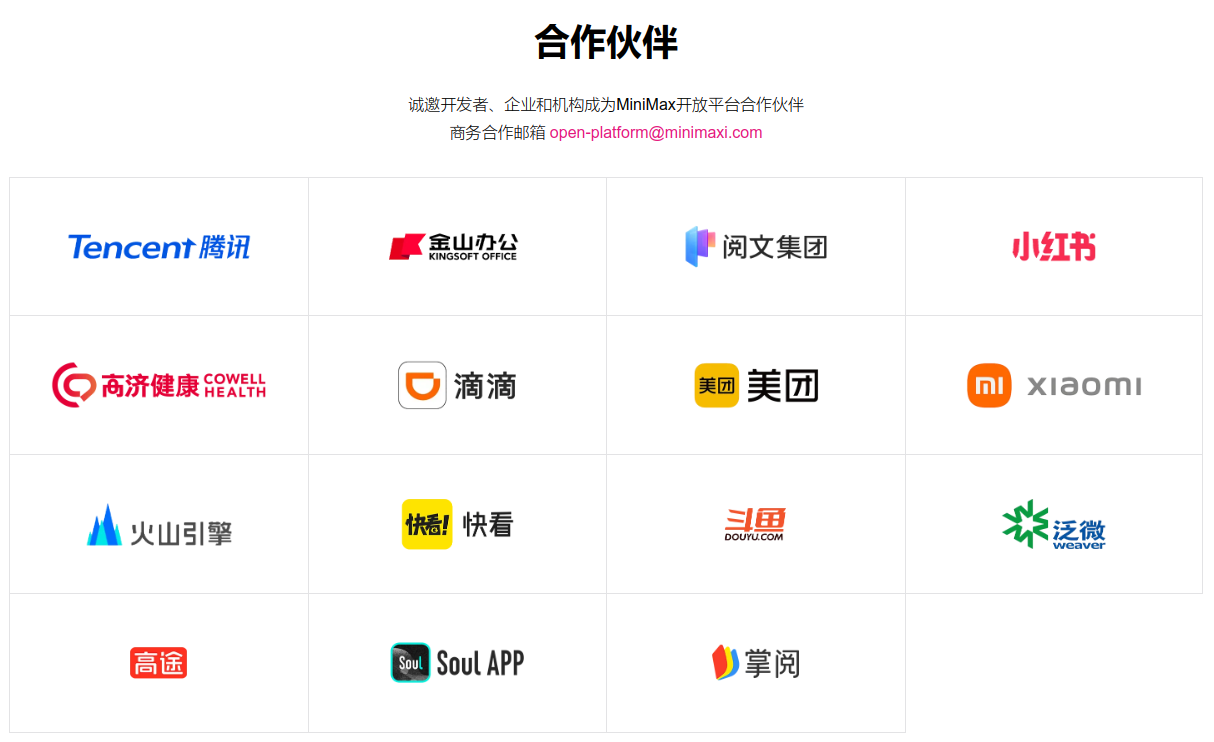 合作伙伴
诚邀开发者、企业和机构成为MiniMax开放平台合作伙伴
商务合作邮箱 open-platform@minimaxi.com
Tencent 腾讯
金山办公
KINGSOFT OFFICE
阅文集团
小红书
商济健康 COWELL HEALTH
滴滴
美团 美团
xiaomi
火山引擎
快看! 快看
斗鱼
DOUYU.COM
泛微
weaver
高途
Soul Soul APP
掌阅